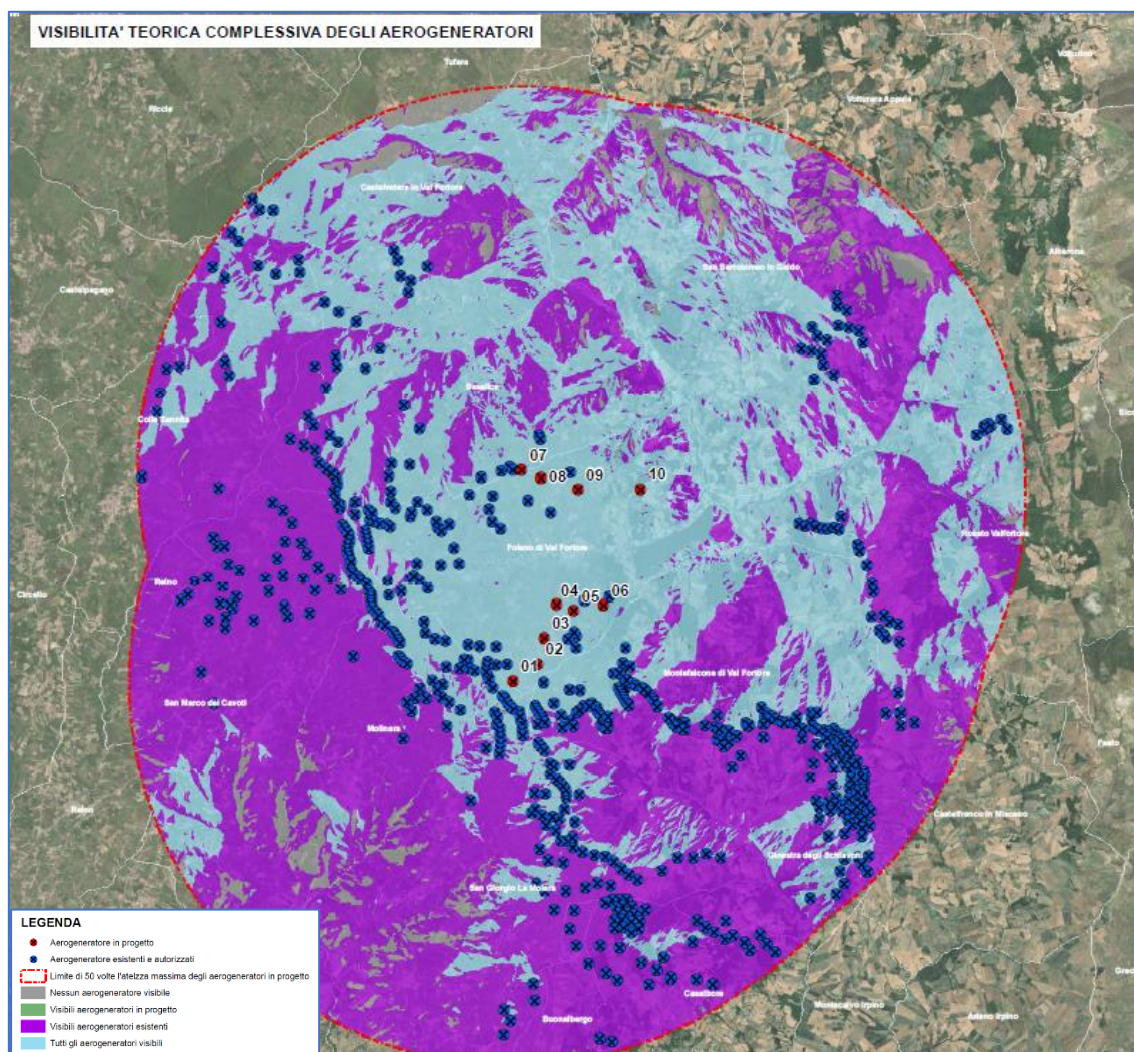 VISIBILITA' TEORICA COMPLESSIVA DEGLI AEROGENERATORI
Tufara
Volturino
Riccia
Volturara Appula
Castelvetere in Val Fortore
Alberona
San Bartolomeo in Galdo
Castelpagano
Baselice
Colle Sannita
07
08
09
10
Roseto Valfortore
Foiano di Val Fortore
Reino
Circello
04
05
06
03
02
01
Montefalcone di Val Fortore
San Marco dei Cavoti
Molinara
Faeto
Castelfranco in Miscano
Ginestra degli Schiavoni
San Giorgio La Molara
Casalbore
Montecalvo Irpino
Ariano Irpino
Buonalbergo
LEGENDA
Aerogeneratore in progetto
Aerogeneratore esistenti e autorizzati
Limite di 50 volte l'atelzza massima degli aerogeneratori in progetto
Nessun aerogeneratore visibile
Visibili aerogeneratori in progetto
Visibili aerogeneratori esistenti
Tutti gli aerogeneratori visibili